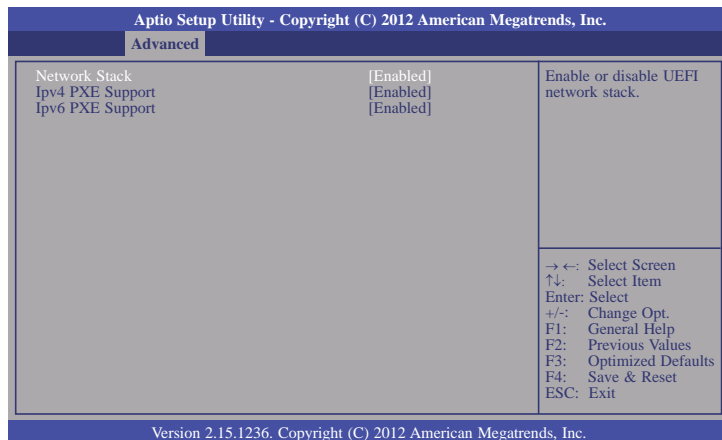 Aptio Setup Utility - Copyright (C) 2012 American Megatrends, Inc.
Advanced
Network Stack [Enabled]
Ipv4 PXE Support [Enabled]
Ipv6 PXE Support [Enabled]
Enable or disable UEFI
network stack.
→ ←: Select Screen
↑↓: Select Item
Enter: Select
+/-: Change Opt.
F1: General Help
F2: Previous Values
F3: Optimized Defaults
F4: Save & Reset
ESC: Exit
Version 2.15.1236. Copyright (C) 2012 American Megatrends, Inc.